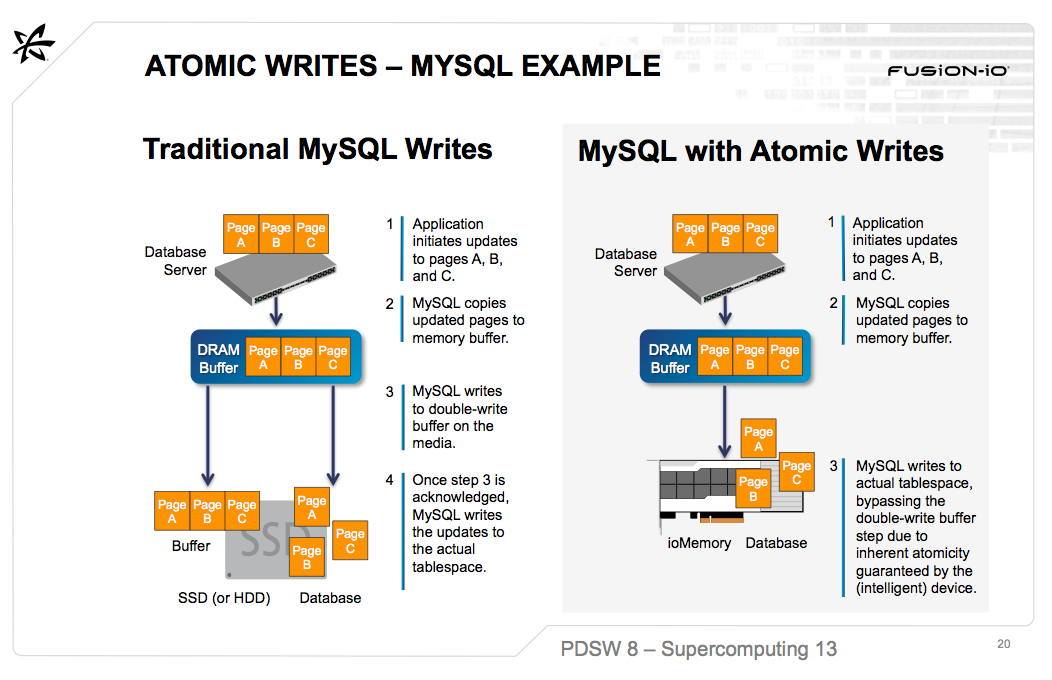 ATOMIC WRITES – MYSQL EXAMPLE
FUSION-iO
Traditional MySQL Writes
Page A
Page B
Page C
Database
Server
DRAM
Buffer
Page A
Page B
Page C
Page A
Page B
Page C
Buffer
SSD
Page A
Page B
Page C
SSD (or HDD)
Database
1 Application
initiates updates
to pages A, B,
and C.
2 MySQL copies
updated pages to
memory buffer.
3 MySQL writes
to double-write
buffer on the
media.
4 Once step 3 is
acknowledged,
MySQL writes
the updates to
the actual
tablespace.
MySQL with Atomic Writes
Page A
Page B
Page C
Database
Server
DRAM
Buffer
Page A
Page B
Page C
Page A
Page B
Page C
ioMemory
Database
1 Application
initiates updates
to pages A, B,
and C.
2 MySQL copies
updated pages to
memory buffer.
3 MySQL writes to
actual tablespace,
bypassing the
double-write buffer
step due to
inherent atomicity
guaranteed by the
(intelligent) device.
PDSW 8 – Supercomputing 13
20